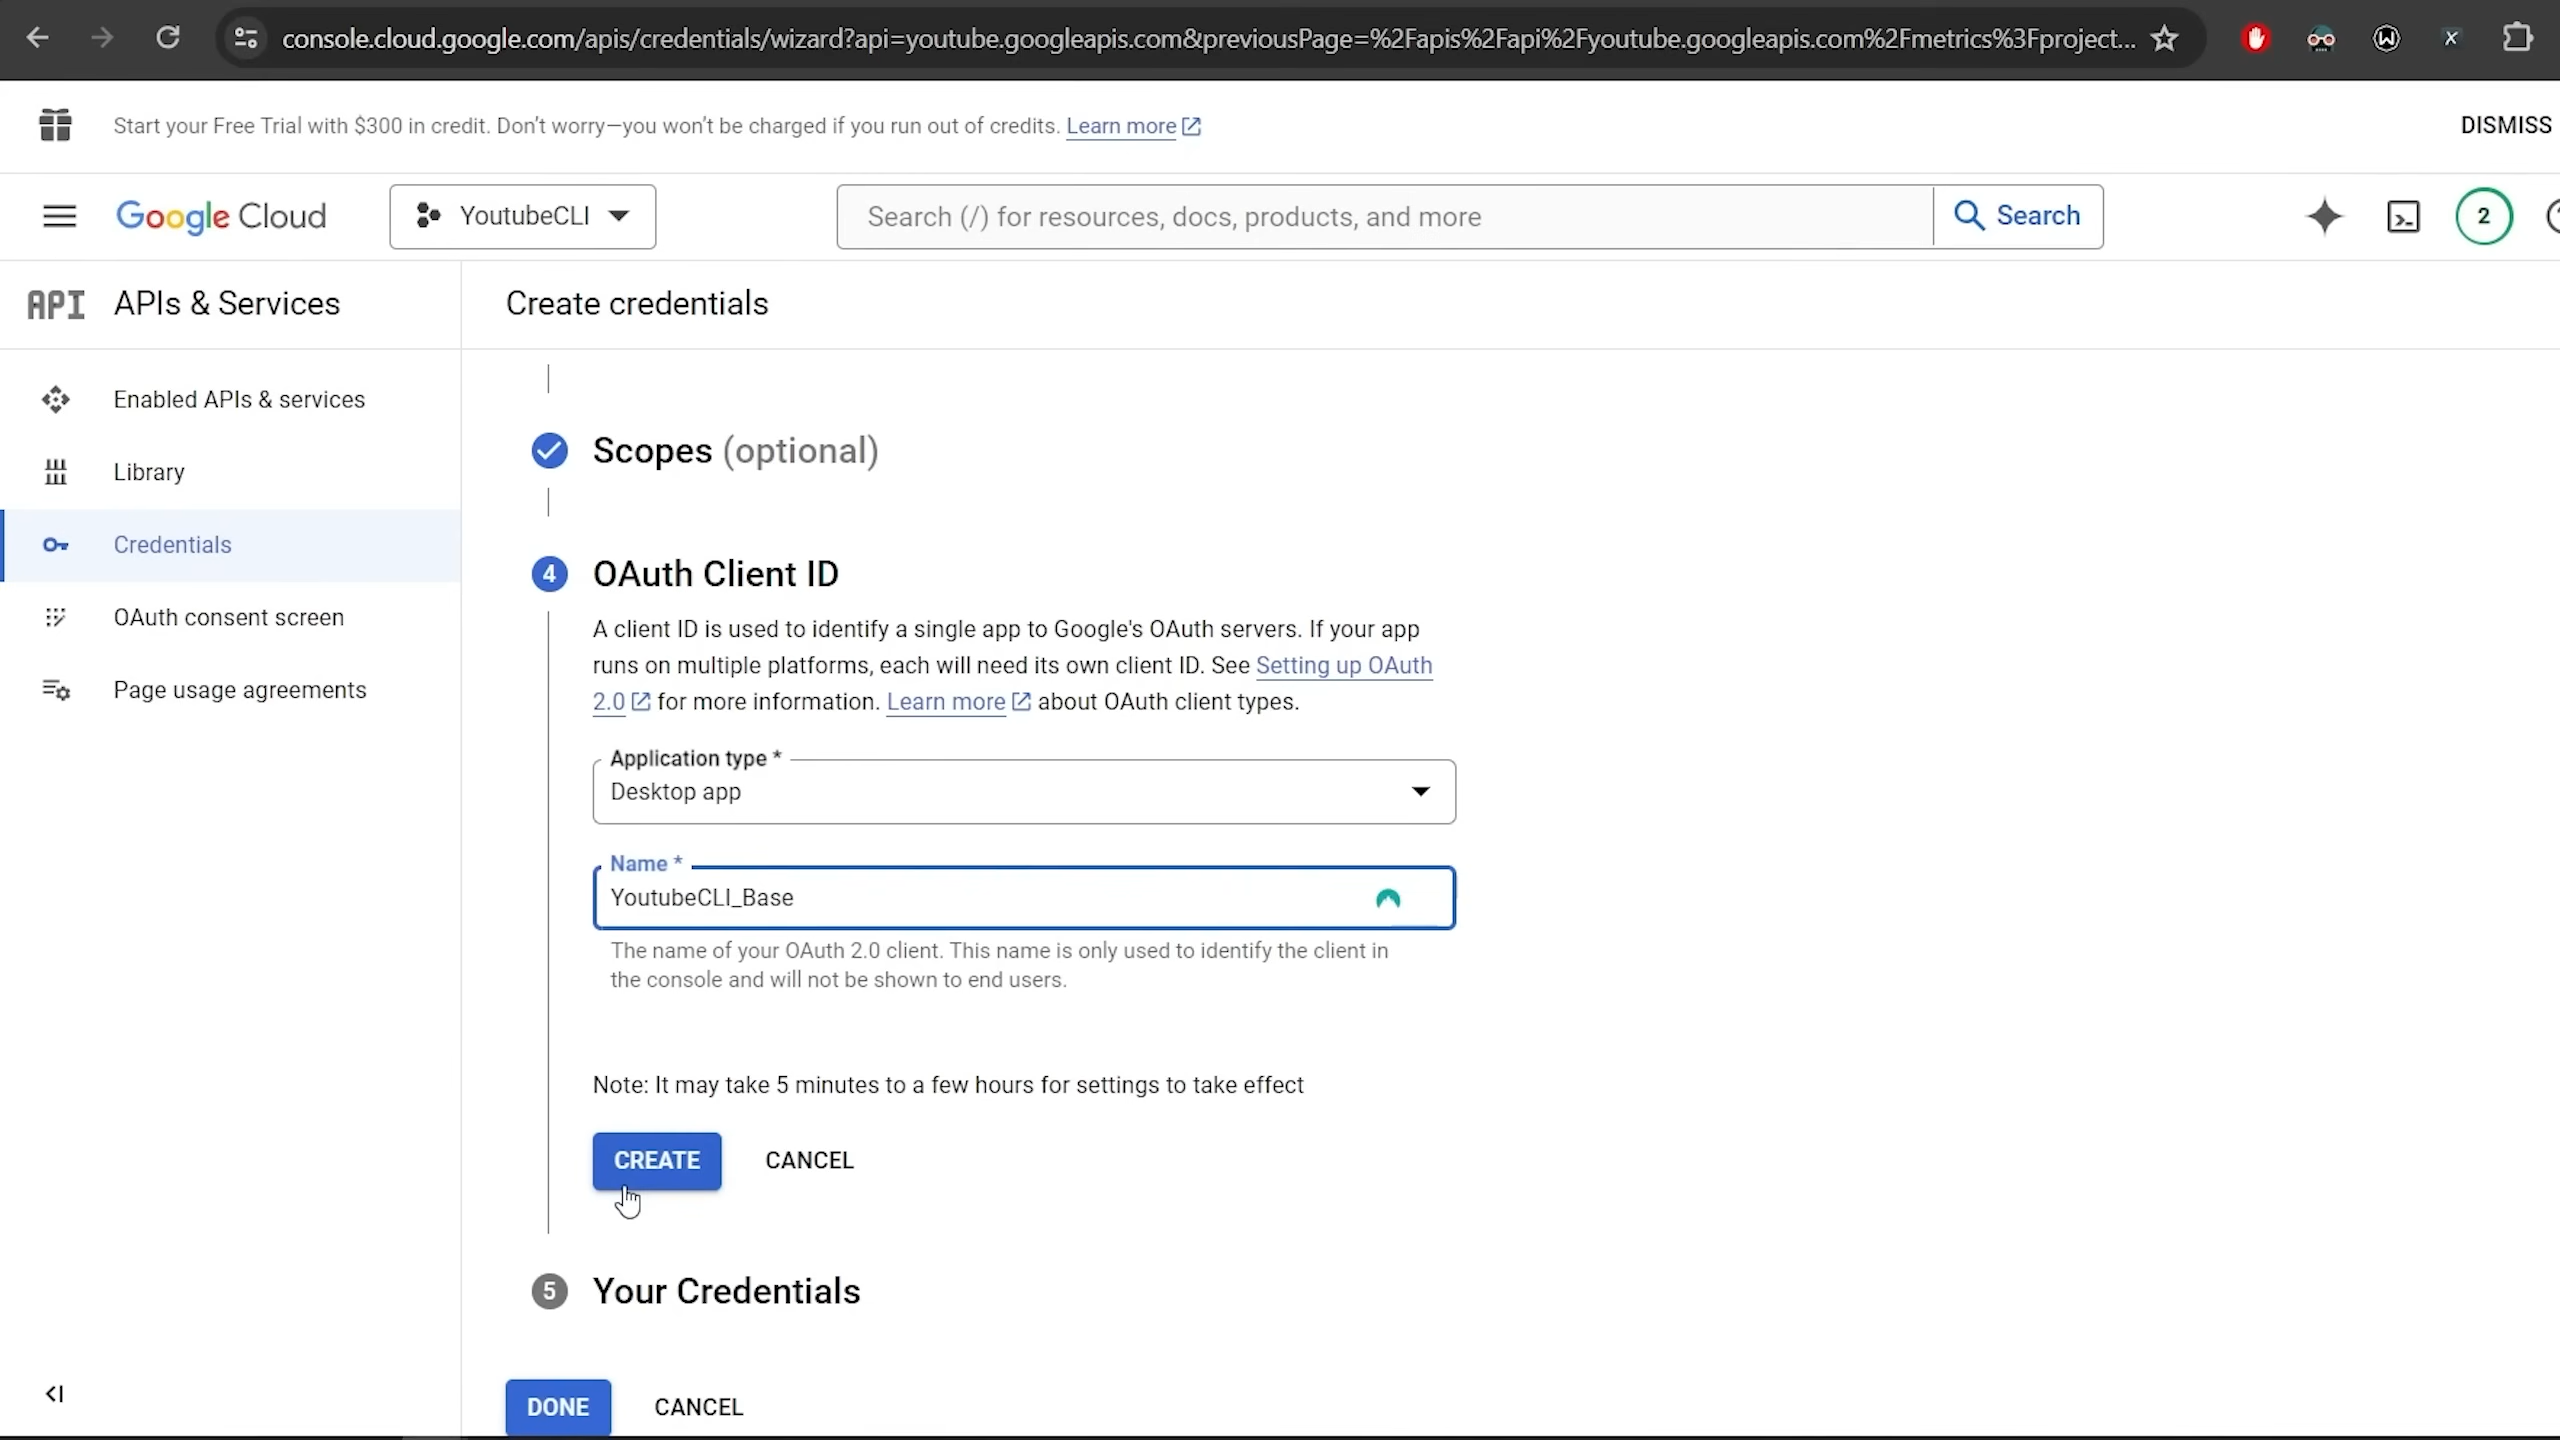 console.cloud.google.com/apis/credentials/wizard?api=youtube.googleapis.com&previousPage=%2Fapis%2Fapi%2Fyoutube.googleapis.com%2Fmetrics%3Fproject...
Start your Free Trial with $300 in credit. Don't worry—you won't be charged if you run out of credits. Learn more
DISMISS
Google Cloud
YoutubeCLI
Search (/) for resources, docs, products, and more
Search
2
API APIs & Services
Create credentials
Enabled APIs & services
Library
Credentials
OAuth consent screen
Page usage agreements
Scopes (optional)
4 OAuth Client ID
A client ID is used to identify a single app to Google's OAuth servers. If your app
runs on multiple platforms, each will need its own client ID. See Setting up OAuth
2.0 for more information. Learn more about OAuth client types.
Application type *
Desktop app
Name *
YoutubeCLI_Base
The name of your OAuth 2.0 client. This name is only used to identify the client in
the console and will not be shown to end users.
Note: It may take 5 minutes to a few hours for settings to take effect
CREATE
CANCEL
5 Your Credentials
DONE
CANCEL